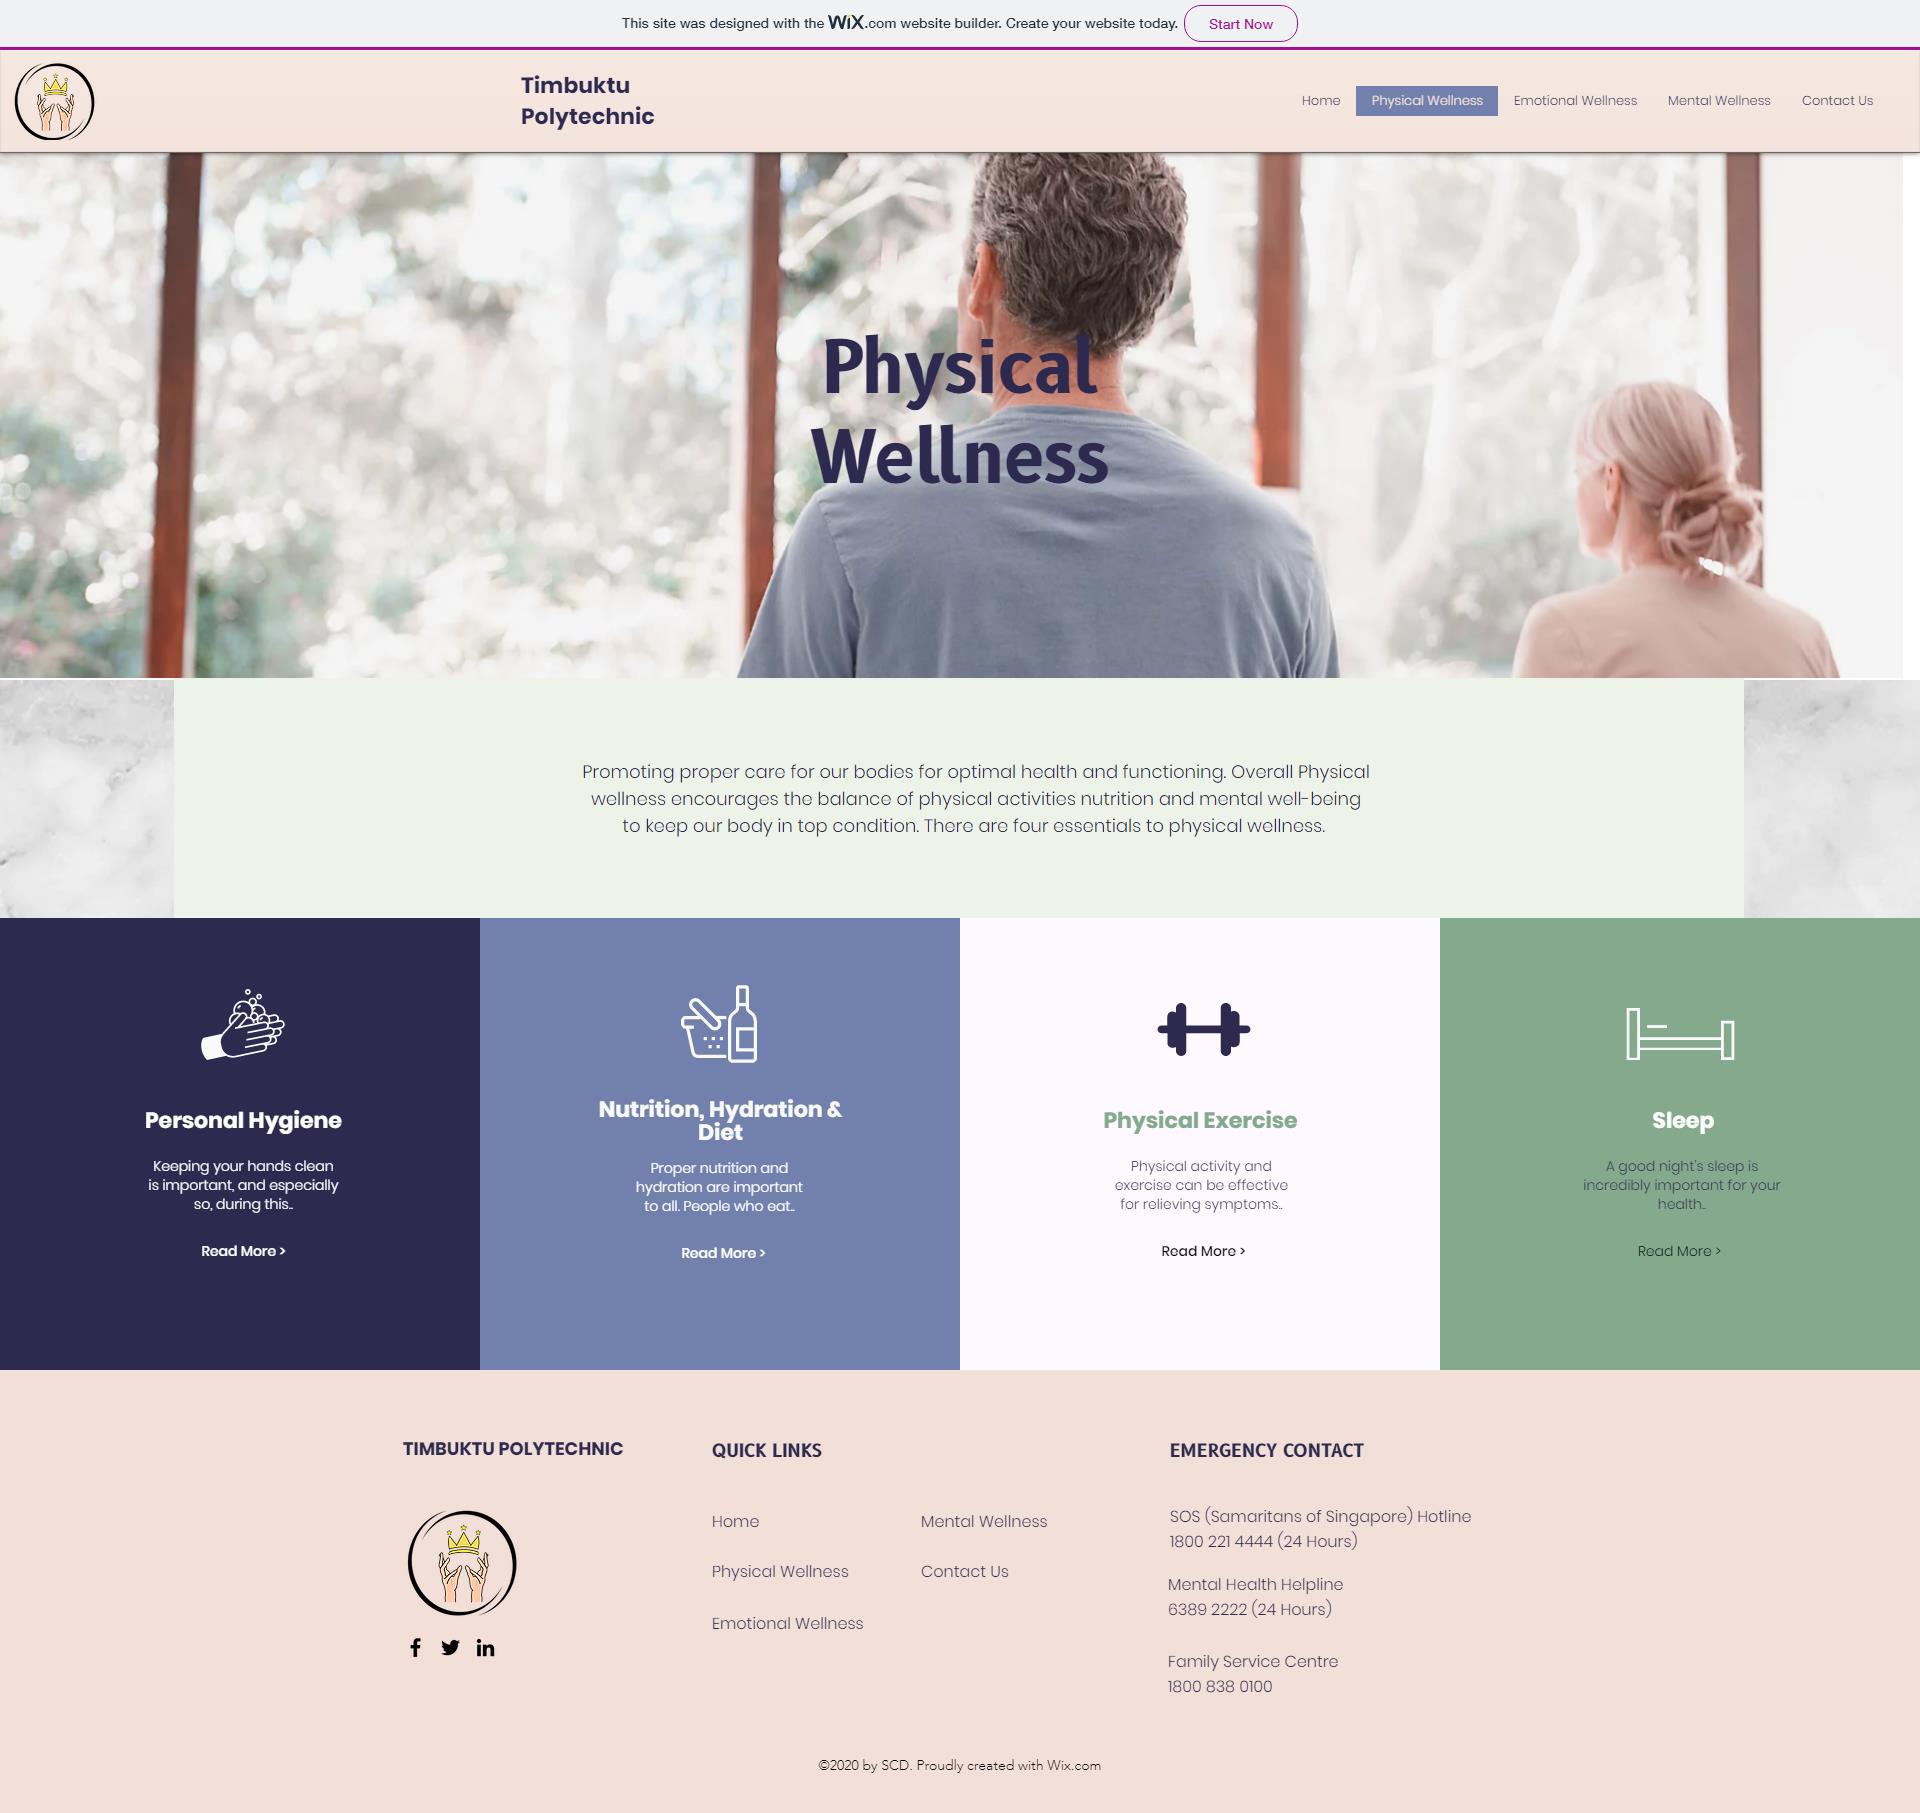 This site was designed with the WiX.com website builder. Create your website today.
Start Now
Timbuktu
Polytechnic
Home
Physical Wellness
Emotional Wellness
Mental Wellness
Contact Us
Physical
Wellness
Promoting proper care for our bodies for optimal health and functioning. Overall Physical
wellness encourages the balance of physical activities nutrition and mental well-being
to keep our body in top condition. There are four essentials to physical wellness.
Personal Hygiene
Keeping your hands clean
is important, and especially
so, during this..
Read More >
Nutrition, Hydration &
Diet
Proper nutrition and
hydration are important
to all. People who eat..
Read More >
Physical Exercise
Physical activity and
exercise can be effective
for relieving symptoms..
Read More >
Sleep
A good night's sleep is
incredibly important for your
health..
Read More >
TIMBUKTU POLYTECHNIC
QUICK LINKS
Home
Physical Wellness
Emotional Wellness
Mental Wellness
Contact Us
EMERGENCY CONTACT
SOS (Samaritans of Singapore) Hotline
1800 221 4444 (24 Hours)
Mental Health Helpline
6389 2222 (24 Hours)
Family Service Centre
1800 838 0100
©2020 by SCD. Proudly created with Wix.com